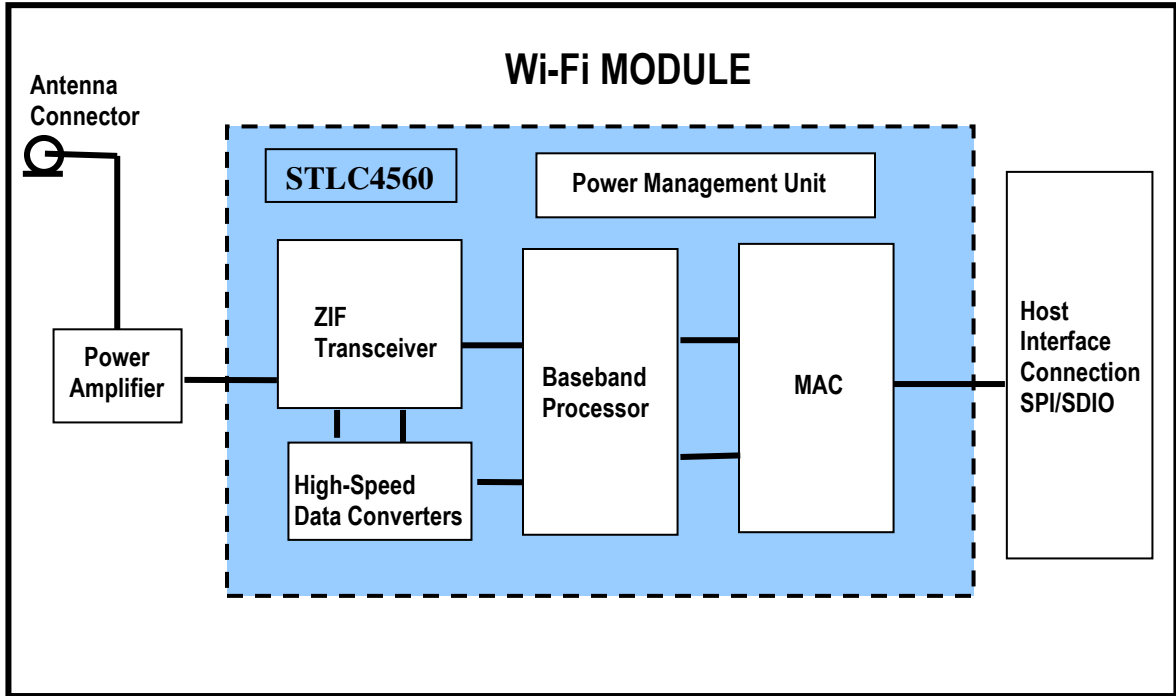 Wi-Fi MODULE
Antenna
Connector
STLC4560
Power Management Unit
ZIF
Transceiver
Power
Amplifier
Baseband
Processor
MAC
Host
Interface
Connection
SPI/SDIO
High-Speed
Data Converters